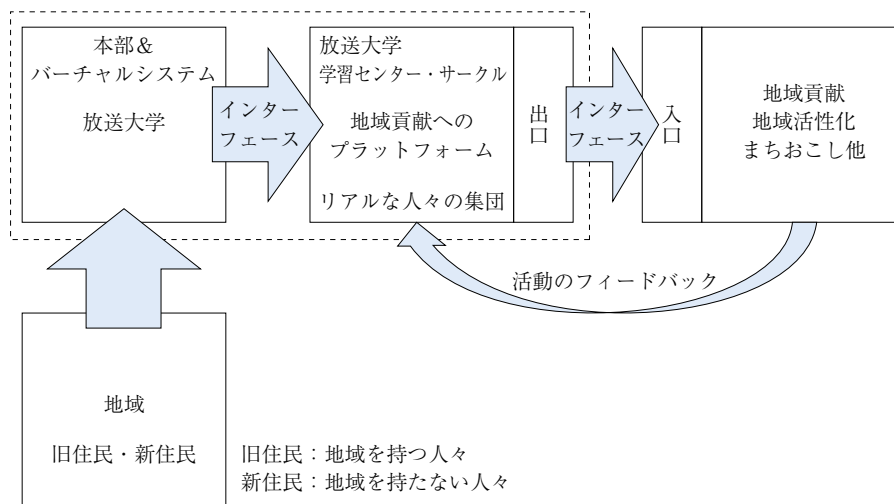 本部&
バーチャルシステム
放送大学
インター
フェース
放送大学
学習センター・サークル
地域貢献への
プラットフォーム
リアルな人々の集団
出口
インター
フェース
入口
地域貢献
地域活性化
まちおこし他
活動のフィードバック
地域
旧住民・新住民
旧住民:地域を持つ人々
新住民:地域を持たない人々